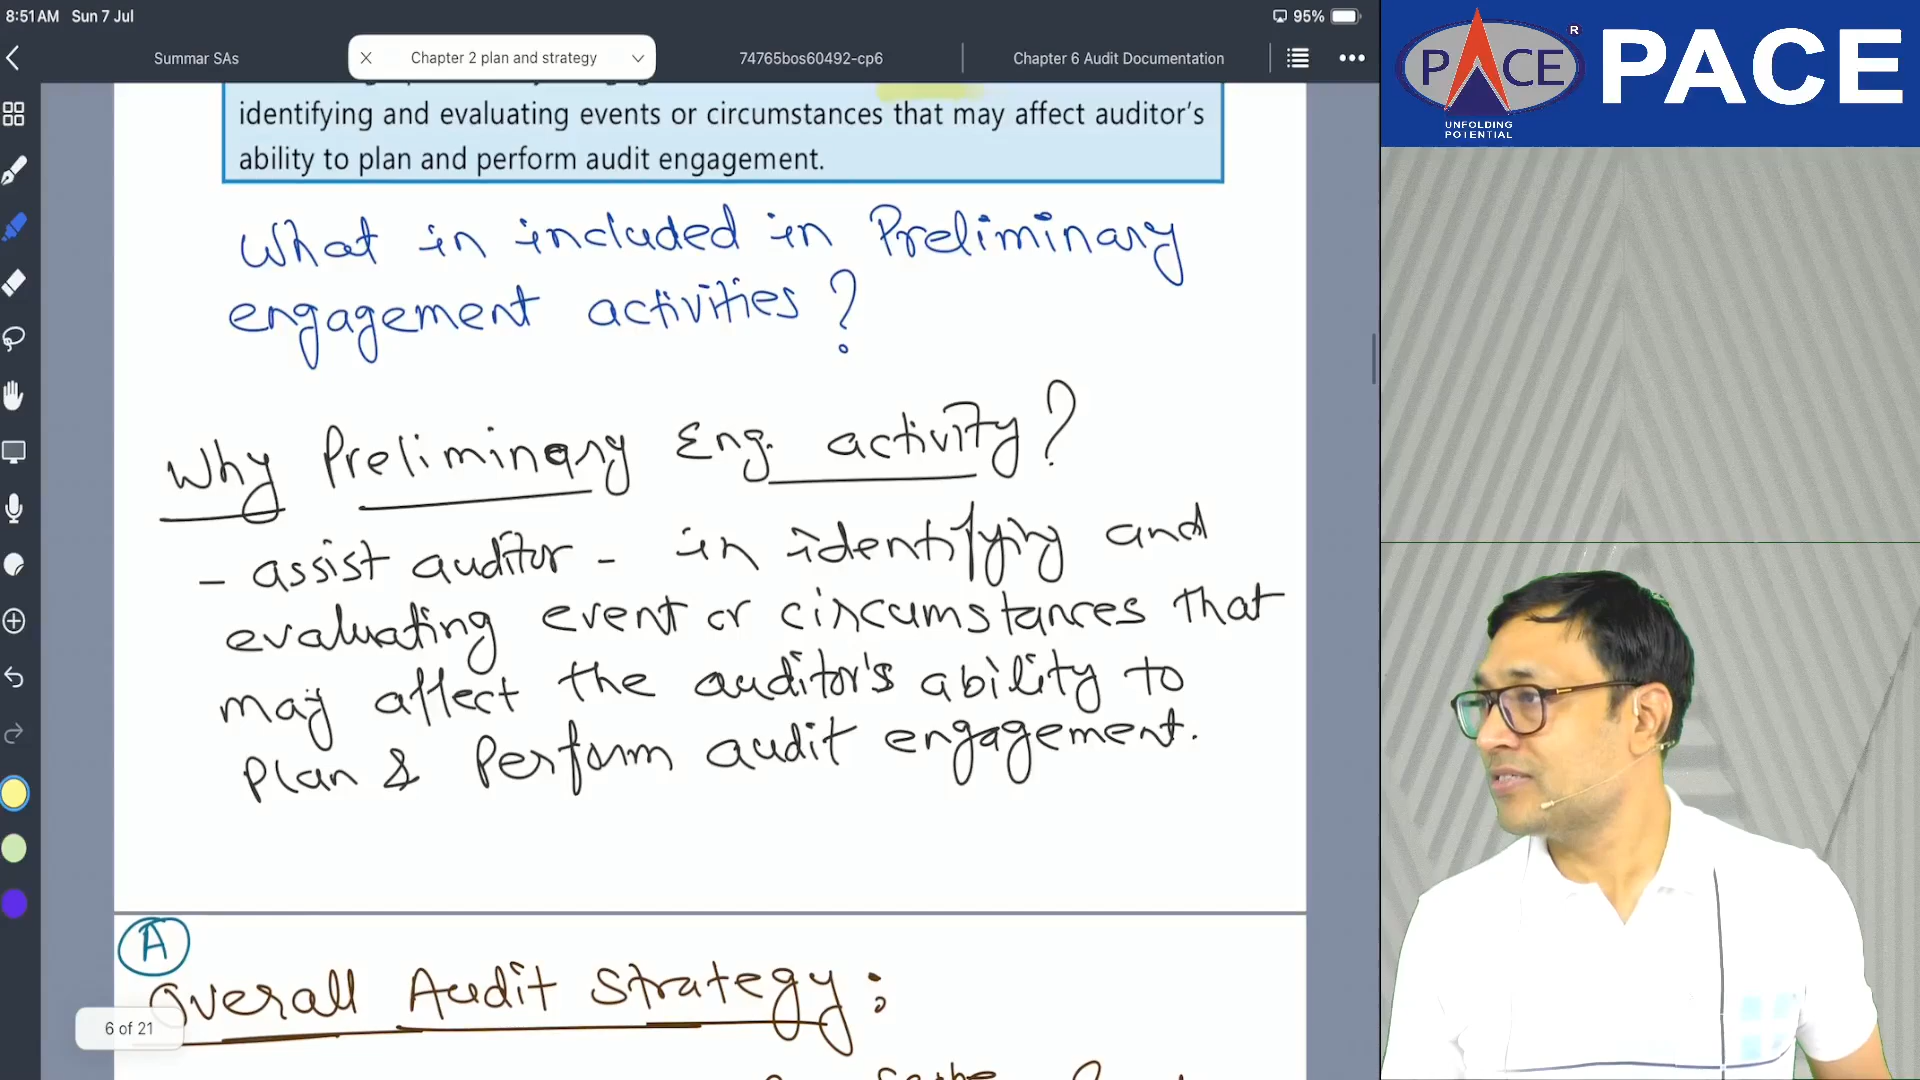 8:51 AM Sun 7 Jul
95%
Summar SAs
Chapter 2 plan and strategy
74765bos60492-cp6
Chapter 6 Audit Documentation
PACE
UNFOLDING
POTENTIAL
®
PACE
identifying and evaluating events or circumstances that may affect auditor's
ability to plan and perform audit engagement.
What in included in Preliminary
engagement activities ?
Why Preliminary Eng. activity?
- assist auditor - in identifying and
evaluating event or circumstances that
may affect the auditor's ability to
plan & Perform audit engagement.
A
Overall Audit Strategy :
6 of 21